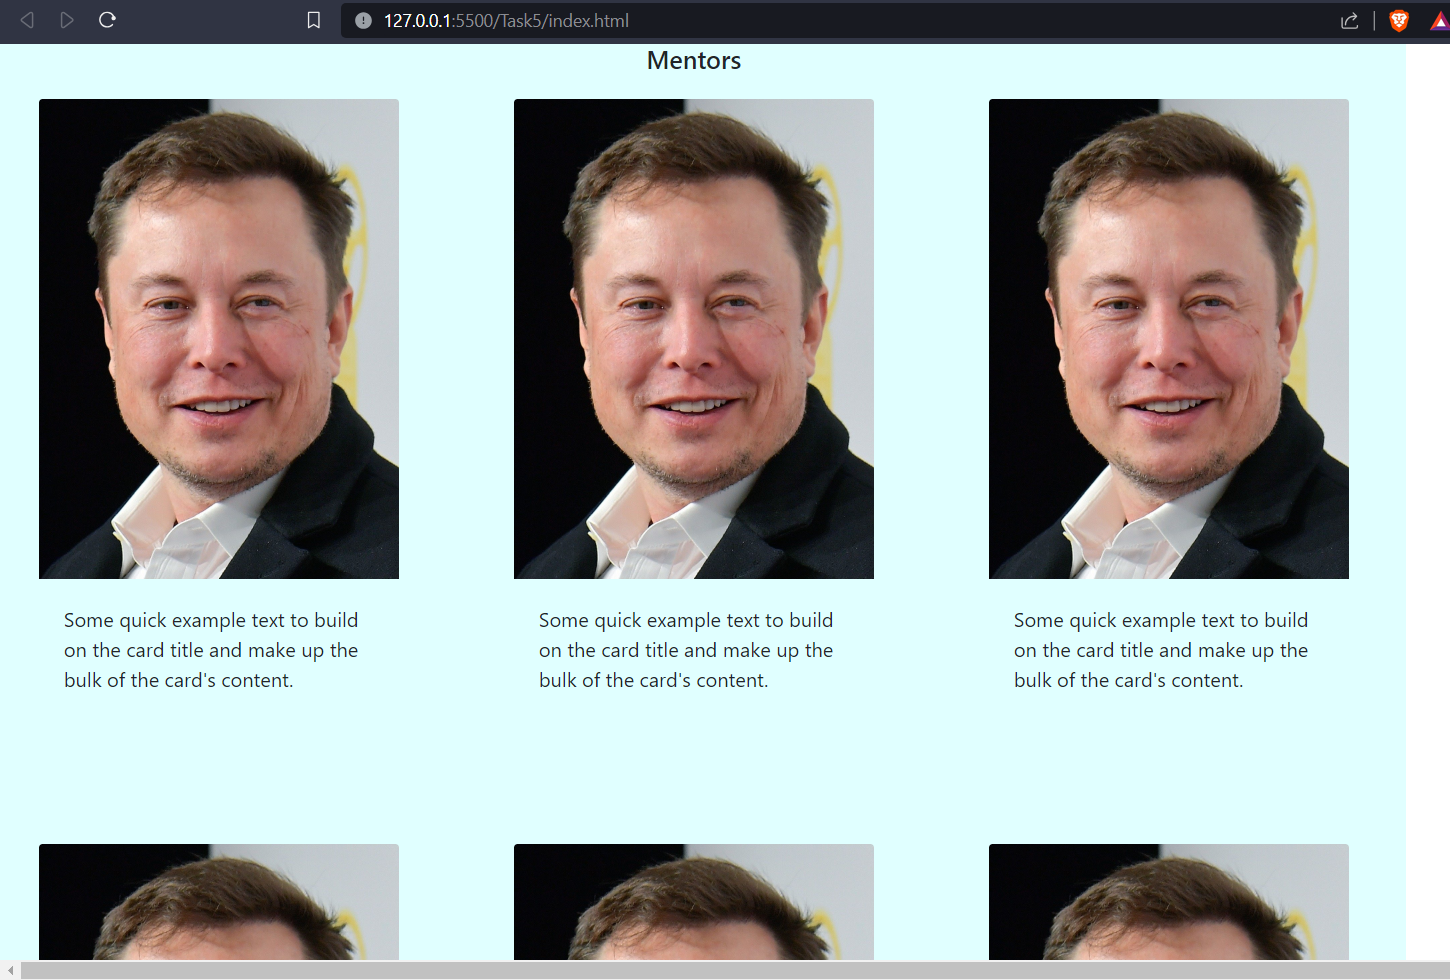 127.0.0.1:5500/Task5/index.html
Mentors
Some quick example text to build
on the card title and make up the
bulk of the card's content.
Some quick example text to build
on the card title and make up the
bulk of the card's content.
Some quick example text to build
on the card title and make up the
bulk of the card's content.